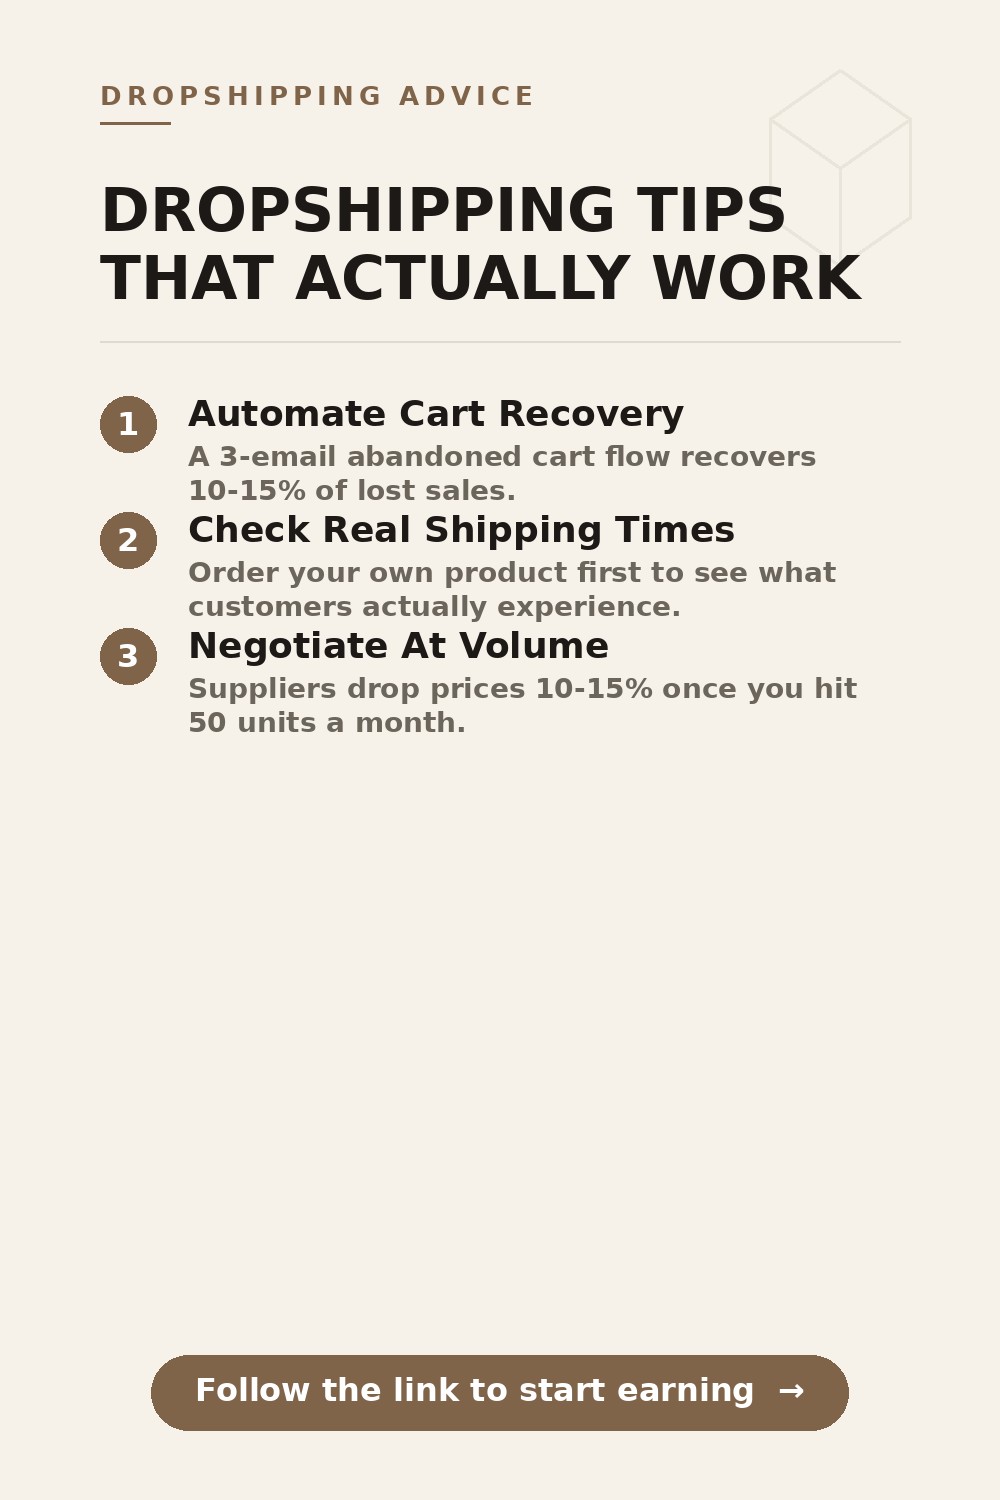 DROPSHIPPING ADVICE
DROPSHIPPING TIPS
THAT ACTUALLY WORK
1 Automate Cart Recovery
A 3-email abandoned cart flow recovers
10-15% of lost sales.
2 Check Real Shipping Times
Order your own product first to see what
customers actually experience.
3 Negotiate At Volume
Suppliers drop prices 10-15% once you hit
50 units a month.
Follow the link to start earning →